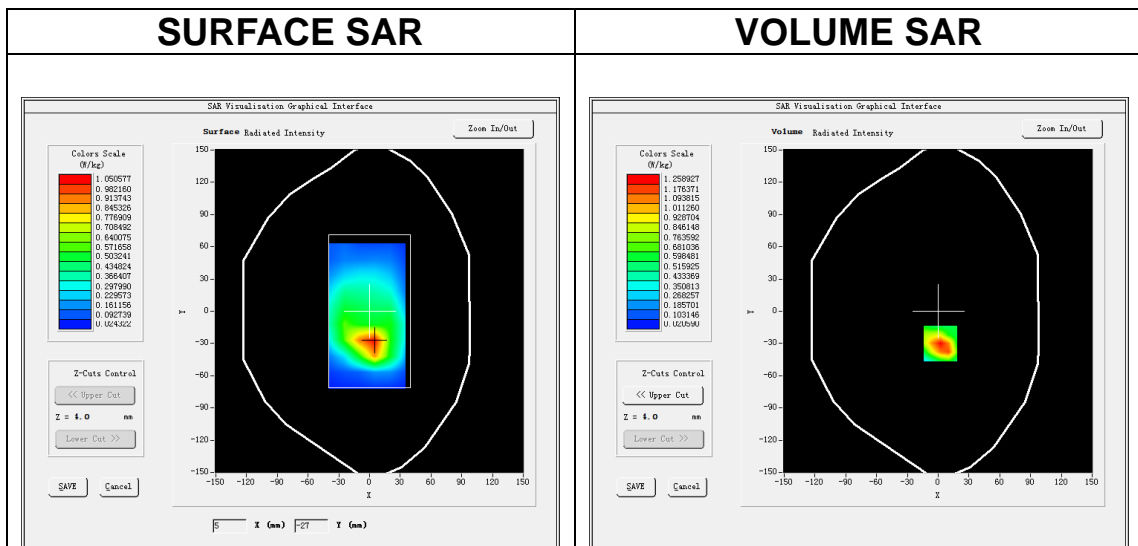 SURFACE SAR
VOLUME SAR
SAR Visualisation Graphical Interface
Surface Radiated Intensity
Zoom In/Out
Colors Scale
(W/kg)
1.050577
0.982160
0.913743
0.845326
0.776909
0.708492
0.640075
0.571658
0.503241
0.434824
0.366407
0.297990
0.229573
0.161156
0.092739
0.024322
Z-Cuts Control
<< Upper Cut
Z = 4.0 mm
Lower Cut >>
SAVE Cancel
150
120
90
60
30
0
-30
-60
-90
-120
-150
Y
-150 -120 -90 -60 -30 0 30 60 90 120 150
X
5 X (mm) -27 Y (mm)
SAR Visualisation Graphical Interface
Volume Radiated Intensity
Zoom In/Out
Colors Scale
(W/kg)
1.258927
1.176371
1.093815
1.011260
0.928704
0.846148
0.763592
0.681036
0.598481
0.515925
0.433369
0.350813
0.268257
0.185701
0.103146
0.020590
Z-Cuts Control
<< Upper Cut
Z = 4.0 mm
Lower Cut >>
SAVE Cancel
150
120
90
60
30
0
-30
-60
-90
-120
-150
Y
-150 -120 -90 -60 -30 0 30 60 90 120 150
X